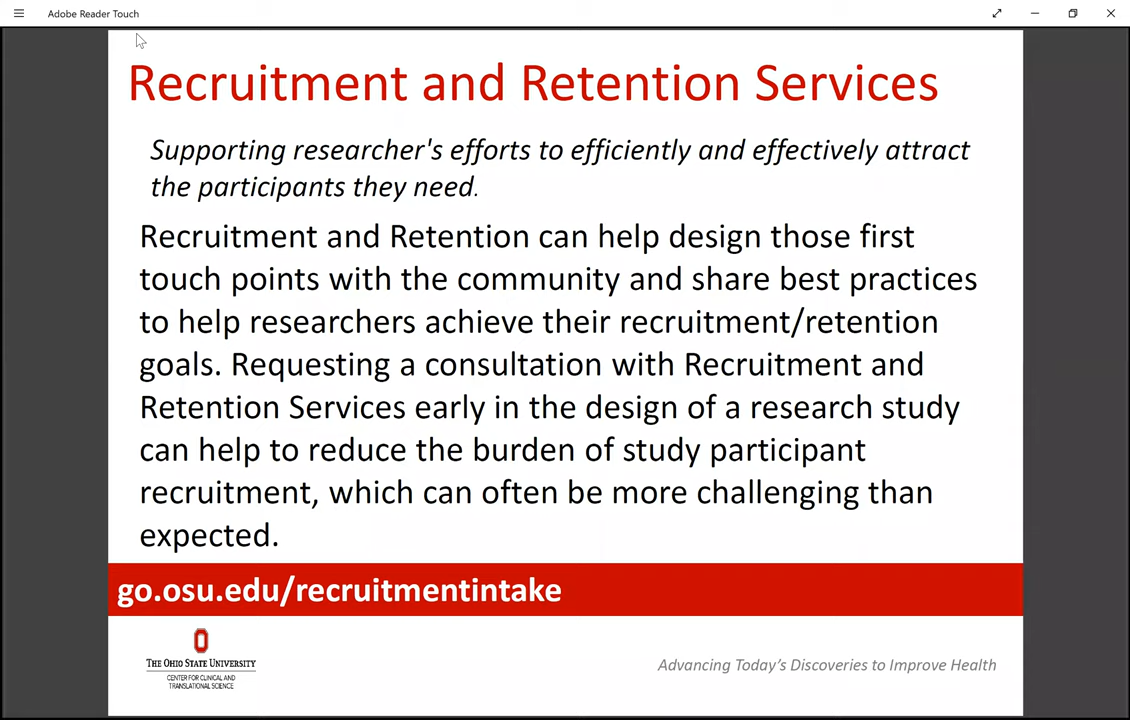 Adobe Reader Touch
Recruitment and Retention Services
Supporting researcher's efforts to efficiently and effectively attract
the participants they need.
Recruitment and Retention can help design those first
touch points with the community and share best practices
to help researchers achieve their recruitment/retention
goals. Requesting a consultation with Recruitment and
Retention Services early in the design of a research study
can help to reduce the burden of study participant
recruitment, which can often be more challenging than
expected.
go.osu.edu/recruitmentintake
THE OHIO STATE UNIVERSITY
CENTER FOR CLINICAL AND
TRANSLATIONAL SCIENCE
Advancing Today's Discoveries to Improve Health